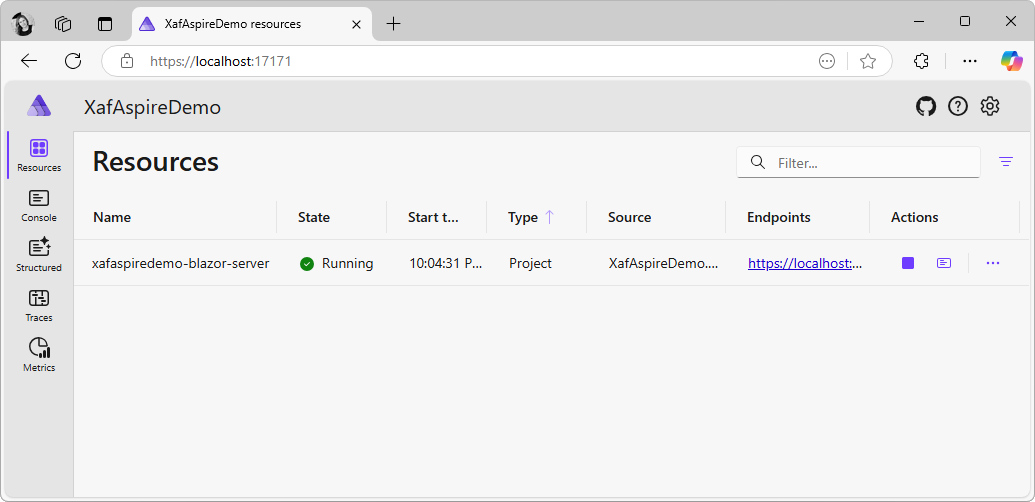 XafAspireDemo resources
https://localhost:17171
XafAspireDemo
Resources
Console
Structured
Traces
Metrics
Resources
Filter...
Name State Start t... Type Source Endpoints Actions
xafaspiredemo-blazor-server Running 10:04:31 P... Project XafAspireDemo.... https://localhost:...